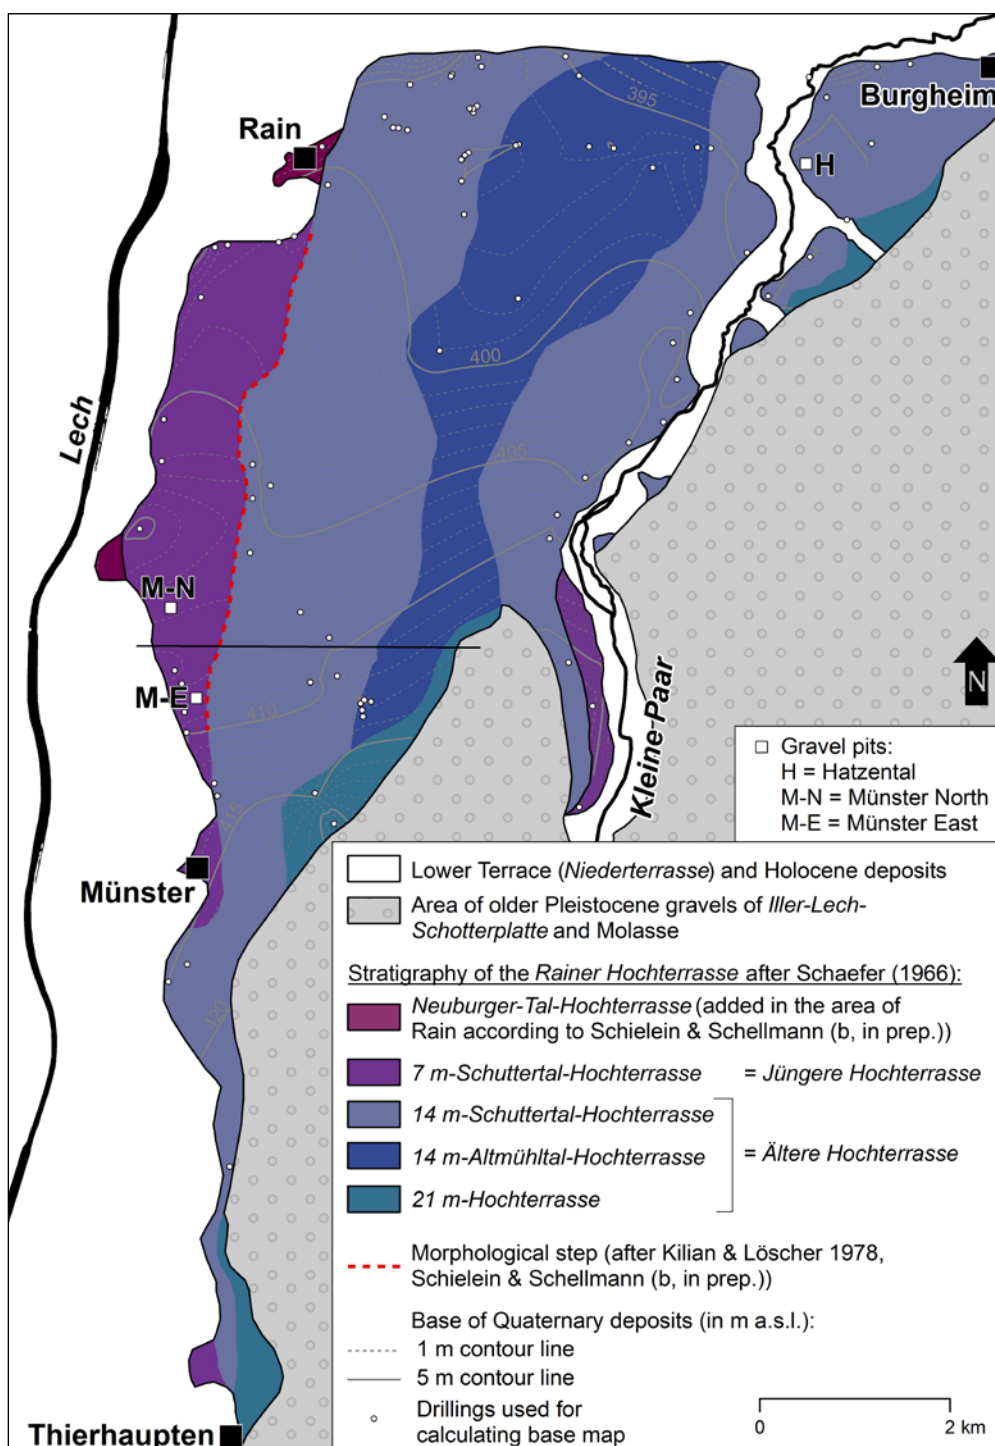 Burgheim
Rain
395
H
Lech
400
405
M-N
M-E
410
N
Kleine Paar
415
Münster
420
Thierhaupten
Gravel pits:
H = Hatzental
M-N = Münster North
M-E = Münster East
Lower Terrace (Niederterrasse) and Holocene deposits
Area of older Pleistocene gravels of Iller-Lech-
Schotterplatte and Molasse
Stratigraphy of the Rainer Hochterrasse after Schaefer (1966):
Neuburger-Tal-Hochterrasse (added in the area of
Rain according to Schielein & Schellmann (b, in prep.))
7 m-Schuttertal-Hochterrasse = Jüngere Hochterrasse
14 m-Schuttertal-Hochterrasse
14 m-Altmühltal-Hochterrasse = Ältere Hochterrasse
21 m-Hochterrasse
Morphological step (after Kilian & Löscher 1978,
Schielein & Schellmann (b, in prep.))
Base of Quaternary deposits (in m a.s.l.):
1 m contour line
5 m contour line
Drillings used for
calculating base map
0 2 km